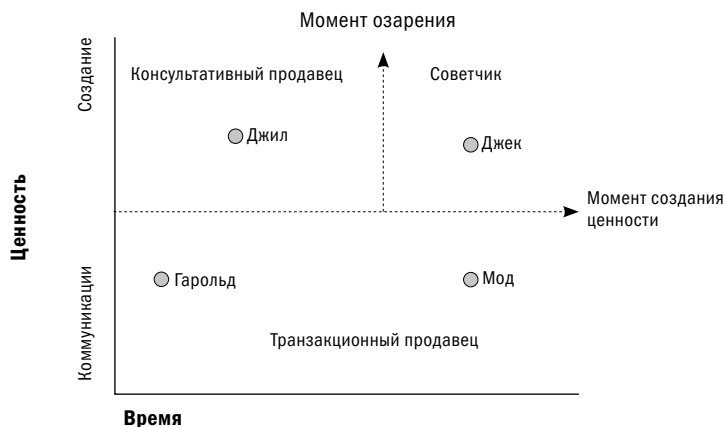 Момент озарения
Создание
Консультативный продавец
Советчик
Джил
Джек
Ценность
Момент создания
ценности
Коммуникации
Гарольд
Мод
Транзакционный продавец
Время